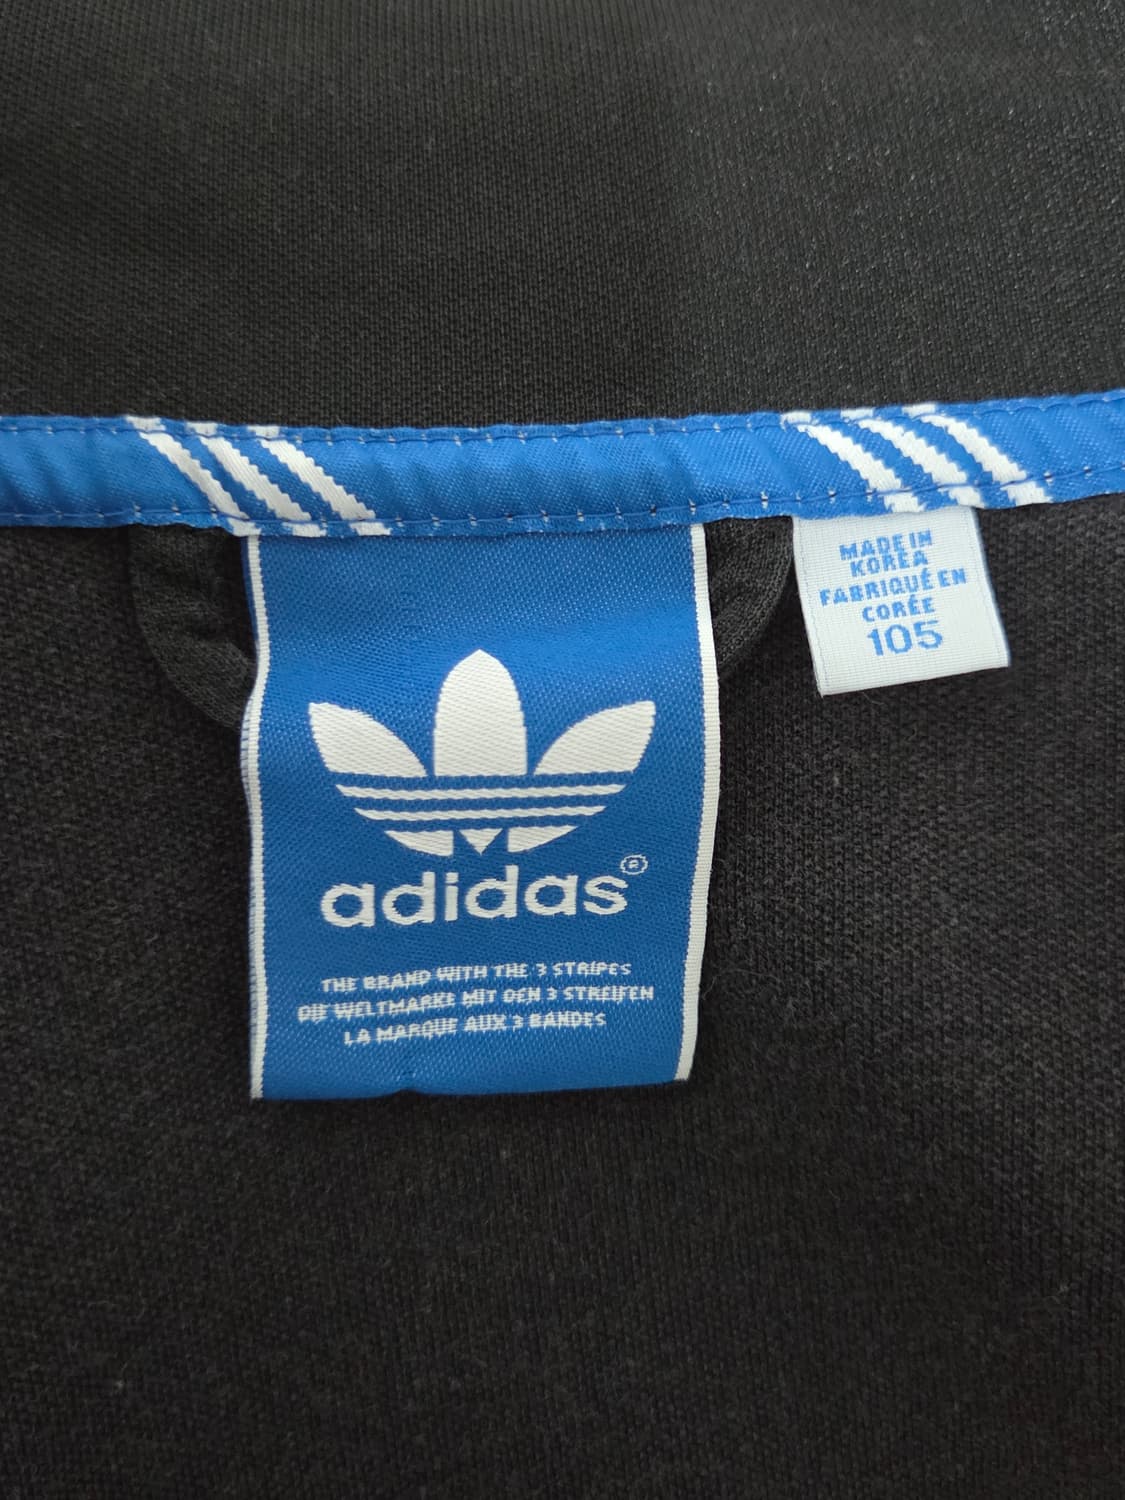 MADE IN
KOREA
FABRIQUÉ EN
CORÉE
105
adidas®
THE BRAND WITH THE 3 STRIPES
DIE WELTMARKE MIT DEN 3 STREIFEN
LA MARQUE AUX 3 BANDES